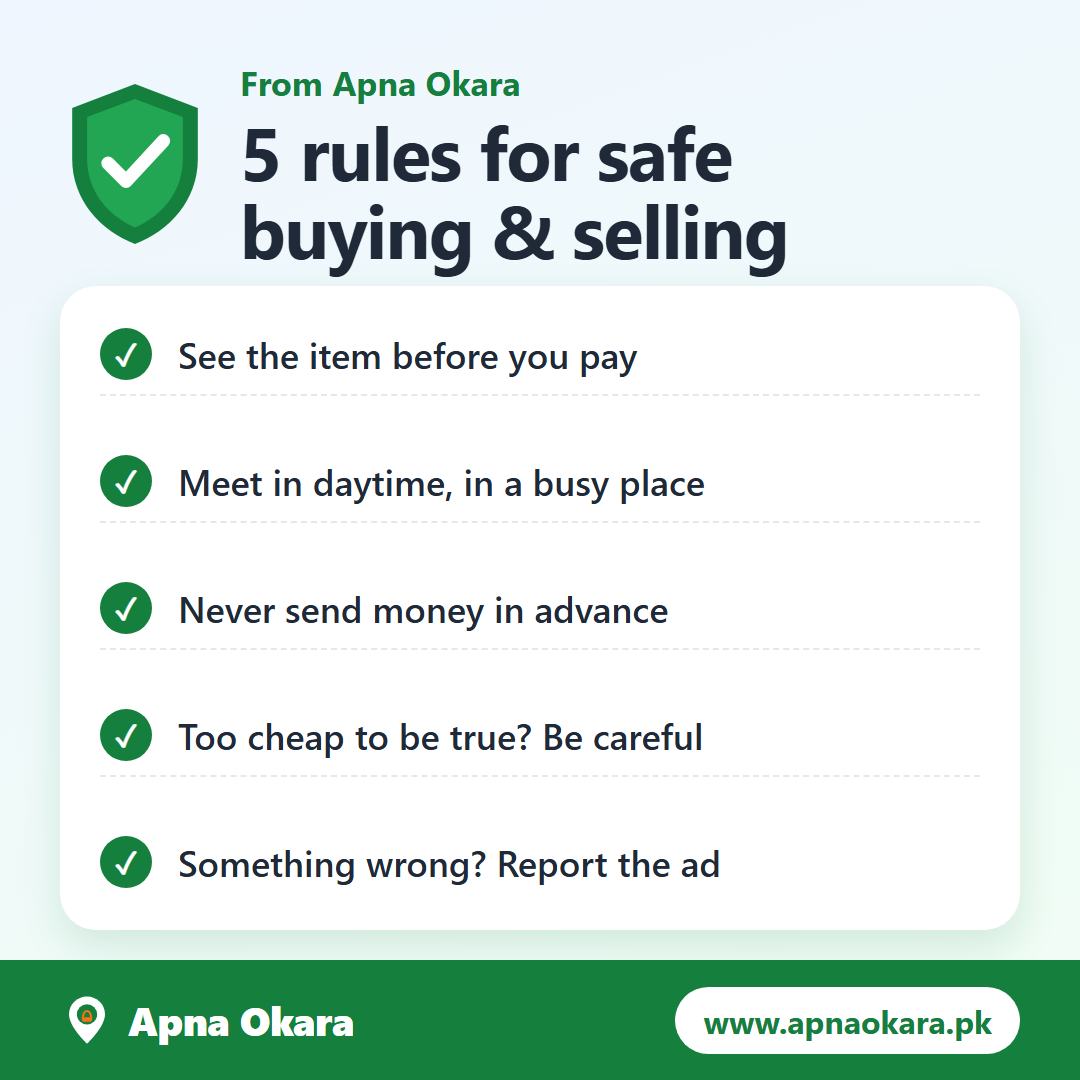 From Apna Okara
5 rules for safe
buying & selling
✓ See the item before you pay
✓ Meet in daytime, in a busy place
✓ Never send money in advance
✓ Too cheap to be true? Be careful
✓ Something wrong? Report the ad
Apna Okara
www.apnaokara.pk